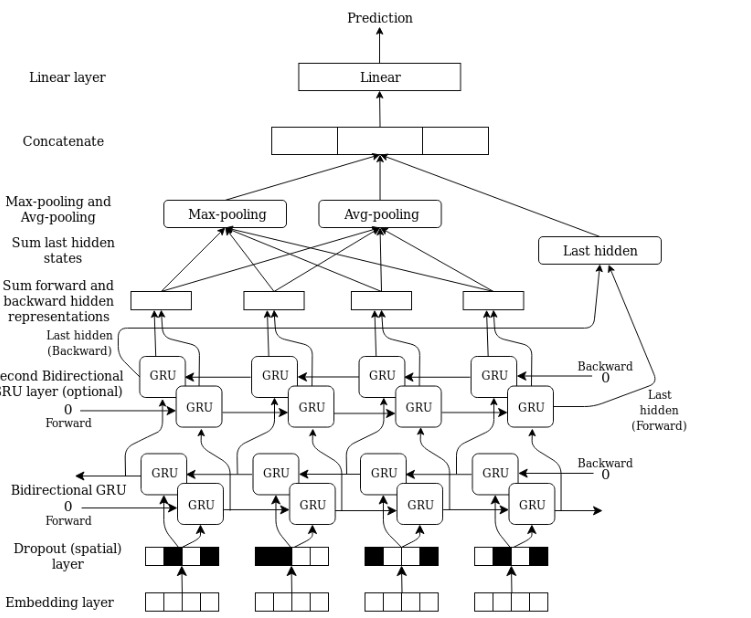 Prediction
Linear layer
Linear
Concatenate
Max-pooling and
Avg-pooling
Max-pooling
Avg-pooling
Sum last hidden
states
Last hidden
Sum forward and
backward hidden
representations
Last hidden
(Backward)
econd Bidirectional
RU layer (optional)
GRU
GRU
GRU
GRU
Backward
0
0
Forward
GRU
GRU
GRU
GRU
Last
hidden
(Forward)
GRU
GRU
GRU
GRU
Backward
0
Bidirectional GRU
0
Forward
GRU
GRU
GRU
GRU
Dropout (spatial)
layer
Embedding layer